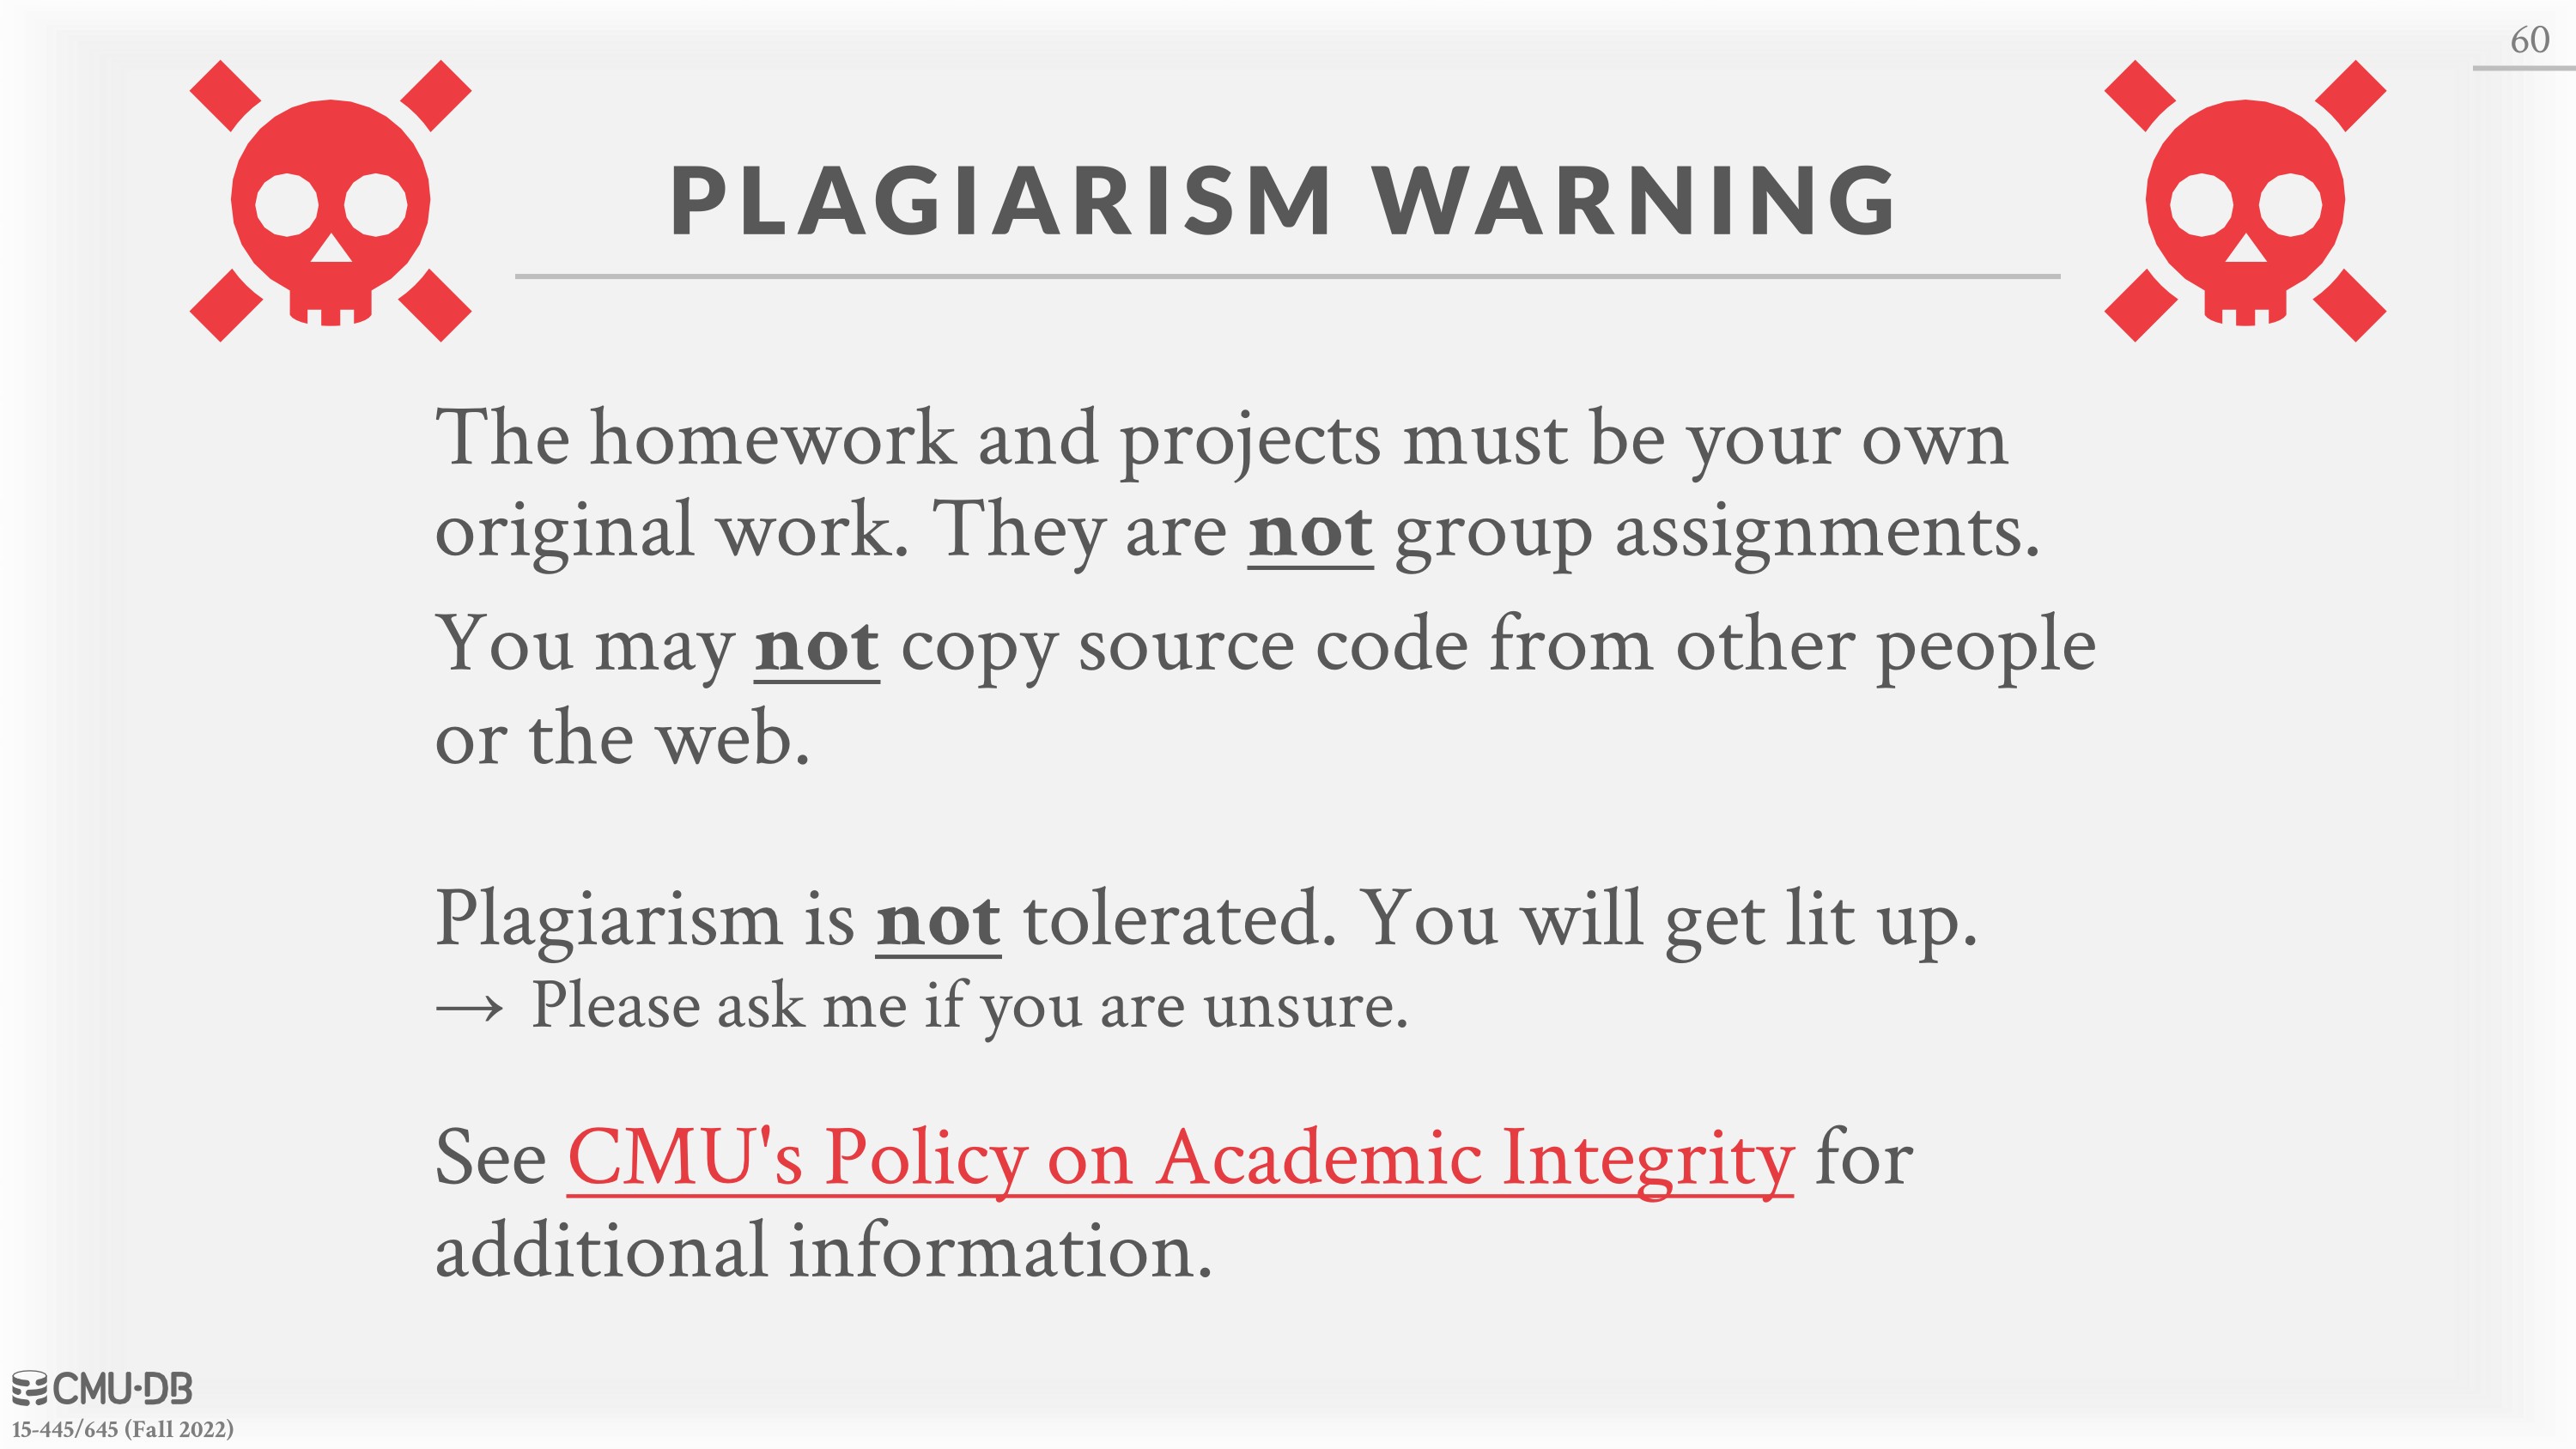 60
PLAGIARISM WARNING
The homework and projects must be your own
original work. They are not group assignments.
You may not copy source code from other people
or the web.
Plagiarism is not tolerated. You will get lit up.
→ Please ask me if you are unsure.
See CMU's Policy on Academic Integrity for
additional information.
CMU·DB
15-445/645 (Fall 2022)